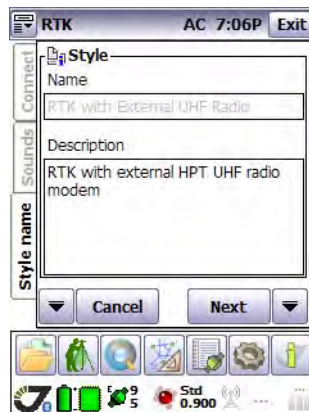 RTK AC 7:06P Exit
Connect
Sounds
Style name
Style
Name
RTK with External UHF Radio
Description
RTK with external HPT UHF radio
modem
Cancel Next
9
5
Std
0.900
...